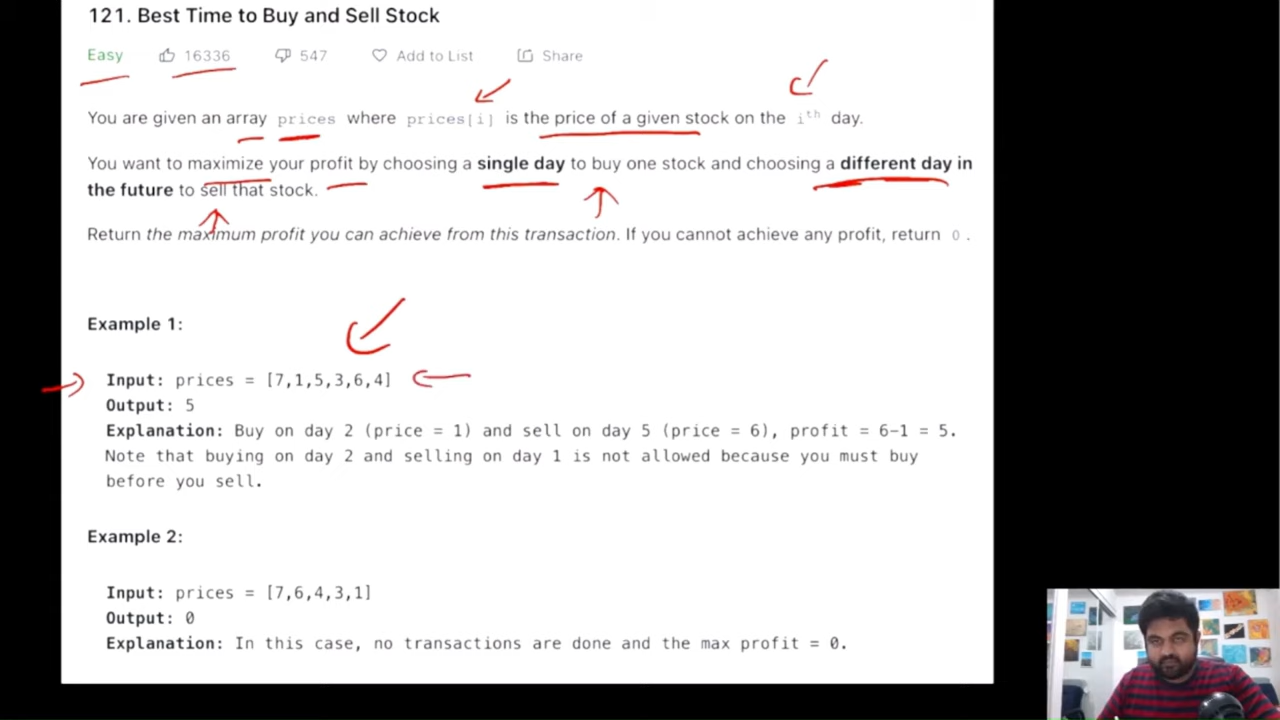 121. Best Time to Buy and Sell Stock
Easy 16336 547 Add to List Share
You are given an array prices where prices[i] is the price of a given stock on the ith day.
You want to maximize your profit by choosing a single day to buy one stock and choosing a different day in
the future to sell that stock.
Return the maximum profit you can achieve from this transaction. If you cannot achieve any profit, return 0.
Example 1:
Input: prices = [7,1,5,3,6,4]
Output: 5
Explanation: Buy on day 2 (price = 1) and sell on day 5 (price = 6), profit = 6-1 = 5.
Note that buying on day 2 and selling on day 1 is not allowed because you must buy
before you sell.
Example 2:
Input: prices = [7,6,4,3,1]
Output: 0
Explanation: In this case, no transactions are done and the max profit = 0.